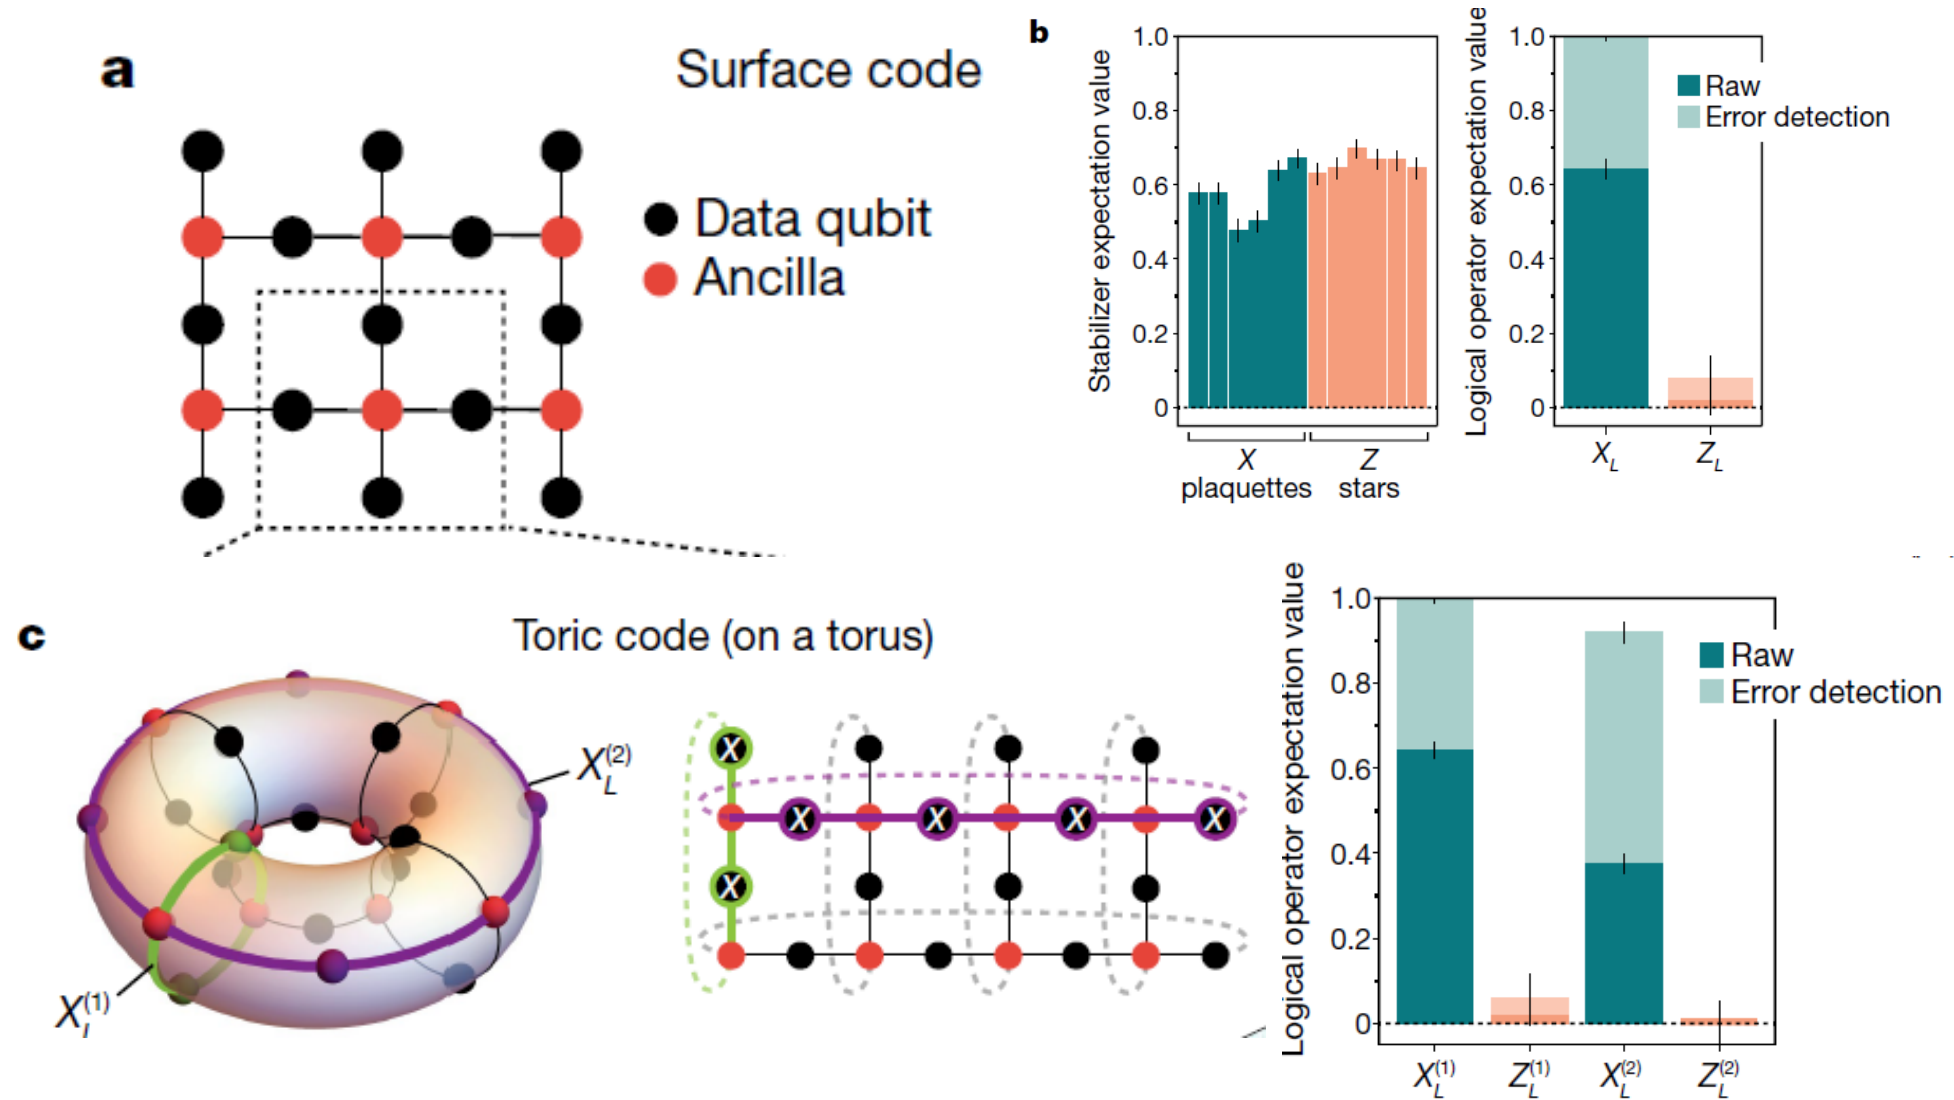 a
Surface code
Data qubit
Ancilla
b
Stabilizer expectation value
1.0
0.8
0.6
0.4
0.2
0
X
plaquettes
Z
stars
Logical operator expectation value
1.0
0.8
0.6
0.4
0.2
0
Raw
Error detection
X_L
Z_L
c
Toric code (on a torus)
X_L^(2)
X_L^(1)
X
X X X X
X
Logical operator expectation value
1.0
0.8
0.6
0.4
0.2
0
Raw
Error detection
X_L^(1)
Z_L^(1)
X_L^(2)
Z_L^(2)